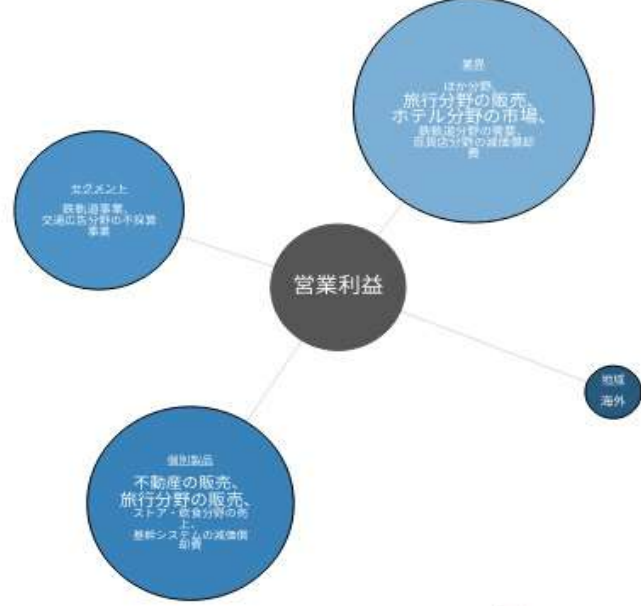 業界
ほか分野、
旅行分野の販売、
ホテル分野の市場、
鉄軌道分野の需要、
百貨店分野の減価償却
費
セグメント
鉄軌道事業、
交通広告分野の不採算
事業
営業利益
地域
海外
個別製品
不動産の販売、
旅行分野の販売、
ストア・飲食分野の売
上、
基幹システムの減価償
却費